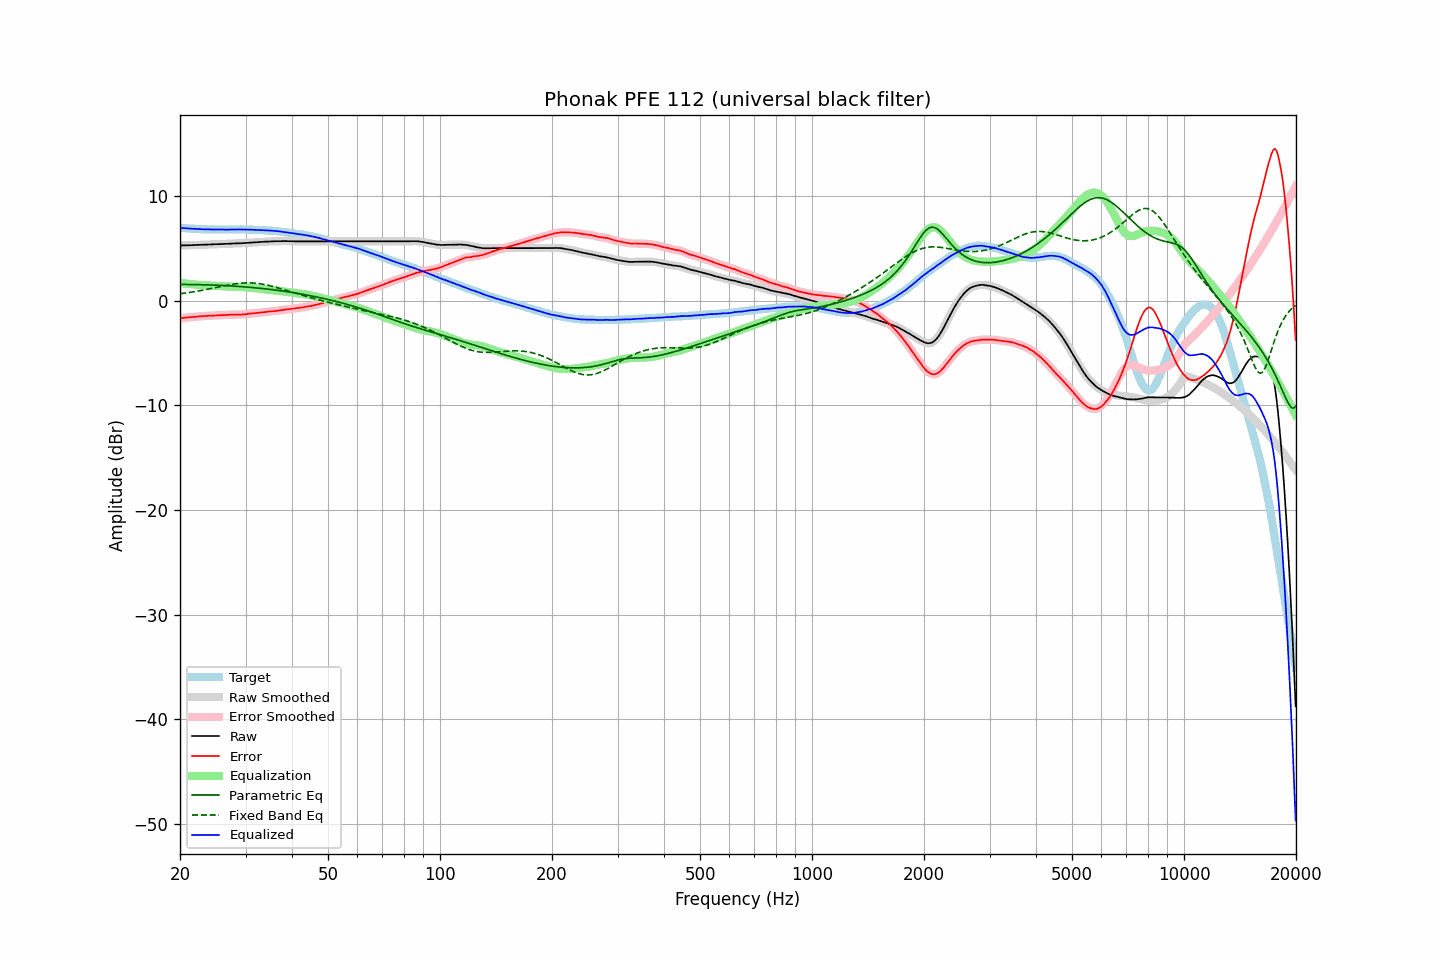 Phonak PFE 112 (universal black filter)
10
0
−10
−20
−30
−40
−50
Amplitude (dBr)
Target
Raw Smoothed
Error Smoothed
Raw
Error
Equalization
Parametric Eq
Fixed Band Eq
Equalized
20 50 100 200 500 1000 2000 5000 10000 20000
Frequency (Hz)